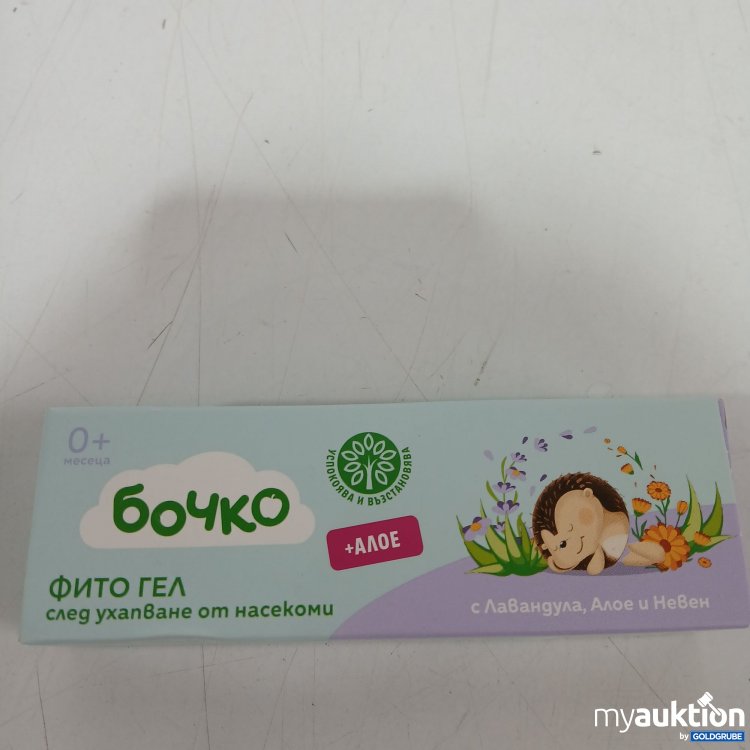 0+
месеца
бочко
УСПОКОЯВА И ВЪЗСТАНОВЯВА
+АЛОЕ
ФИТО ГЕЛ
след ухапване от насекоми
с Лавандула, Алое и Невен
myauktion
by GOLDGRUBE